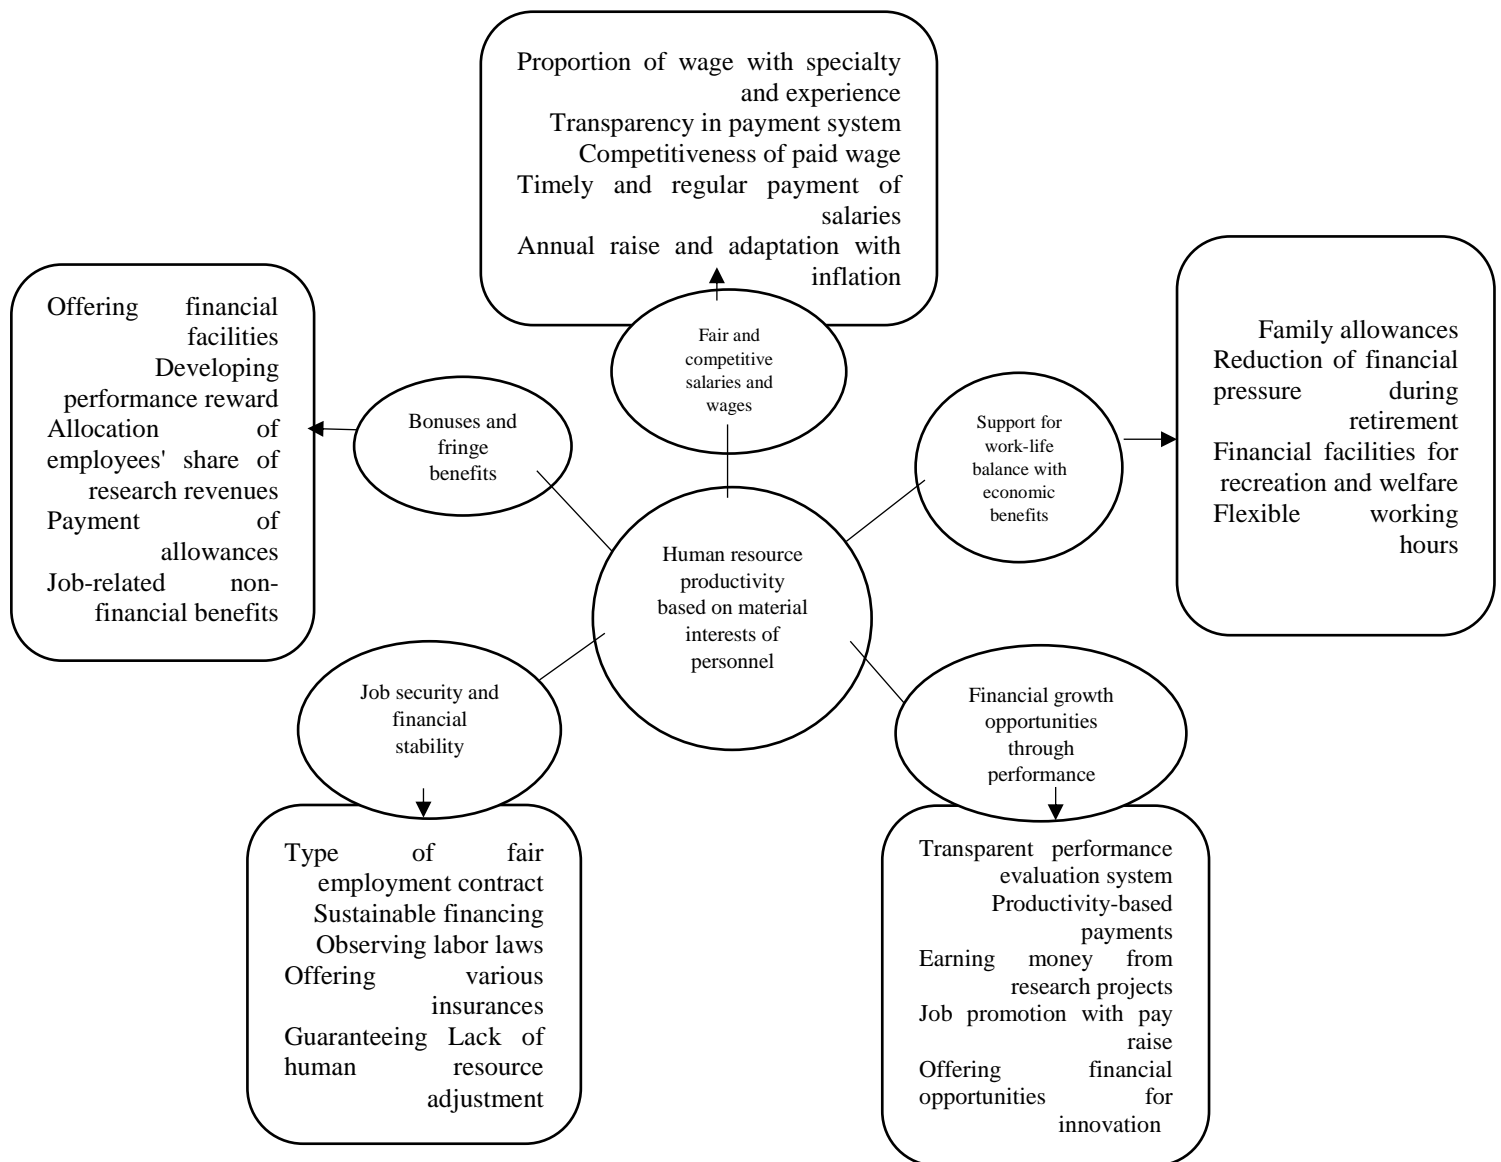 Proportion of wage with specialty
and experience
Transparency in payment system
Competitiveness of paid wage
Timely and regular payment of
salaries
Annual raise and adaptation with
inflation
Offering financial
facilities
Developing
performance reward
Allocation of
employees' share of
research revenues
Payment of
allowances
Job-related non-
financial benefits
Bonuses and
fringe
benefits
Fair and
competitive
salaries and
wages
Support for
work-life
balance with
economic
benefits
Family allowances
Reduction of financial
pressure during
retirement
Financial facilities for
recreation and welfare
Flexible working
hours
Human resource
productivity
based on material
interests of
personnel
Job security and
financial
stability
Financial growth
opportunities
through
performance
Type of fair
employment contract
Sustainable financing
Observing labor laws
Offering various
insurances
Guaranteeing Lack of
human resource
adjustment
Transparent performance
evaluation system
Productivity-based
payments
Earning money from
research projects
Job promotion with pay
raise
Offering financial
opportunities for
innovation